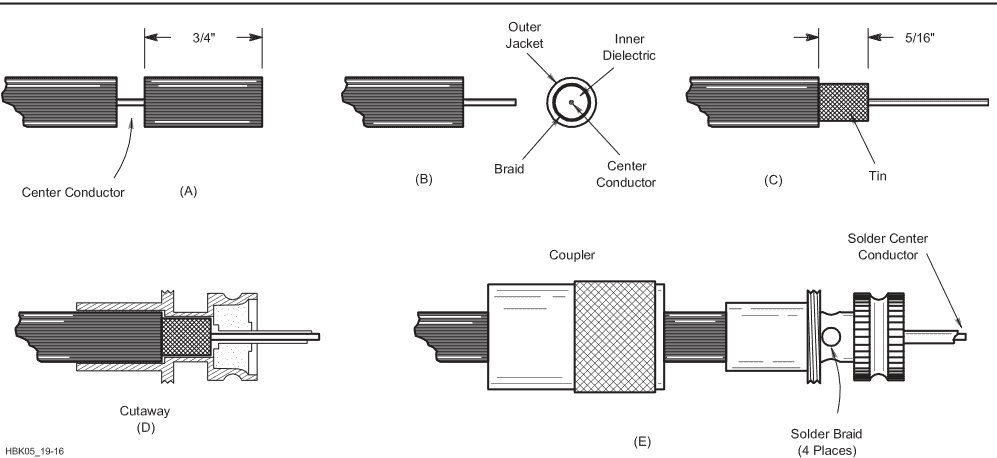 3/4"
Center Conductor
(A)
Outer
Jacket
Inner
Dielectric
Braid
Center
Conductor
(B)
5/16"
Tin
(C)
Cutaway
(D)
Coupler
Solder Center
Conductor
Solder Braid
(4 Places)
(E)
HBK05_19-16